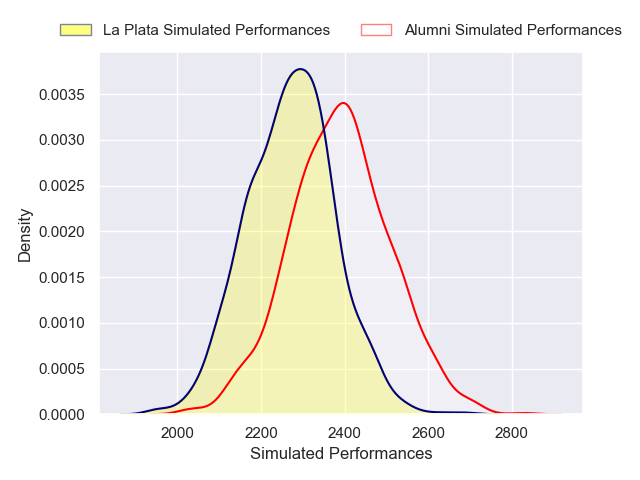 La Plata Simulated Performances
Alumni Simulated Performances
0.0035
0.0030
0.0025
0.0020
0.0015
0.0010
0.0005
0.0000
Density
2000 2200 2400 2600 2800
Simulated Performances